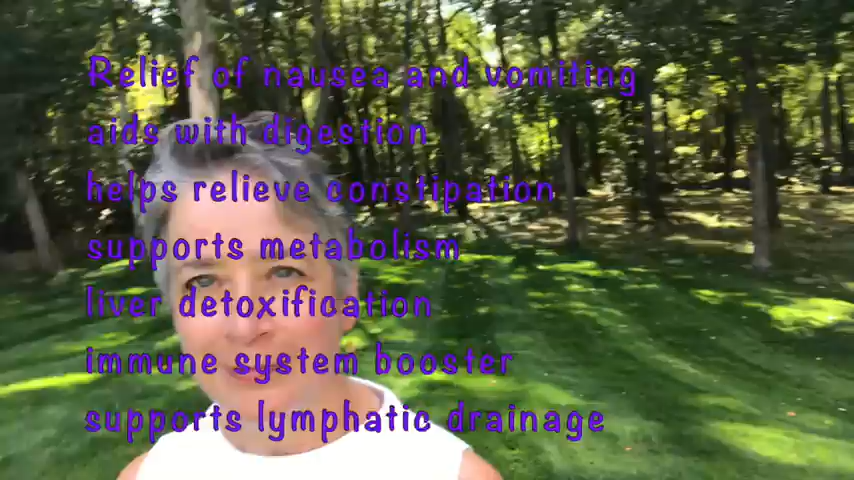 Relief of nausea and vomiting
aids with digestion
helps relieve constipation
supports metabolism
liver detoxification
immune system booster
supports lymphatic drainage